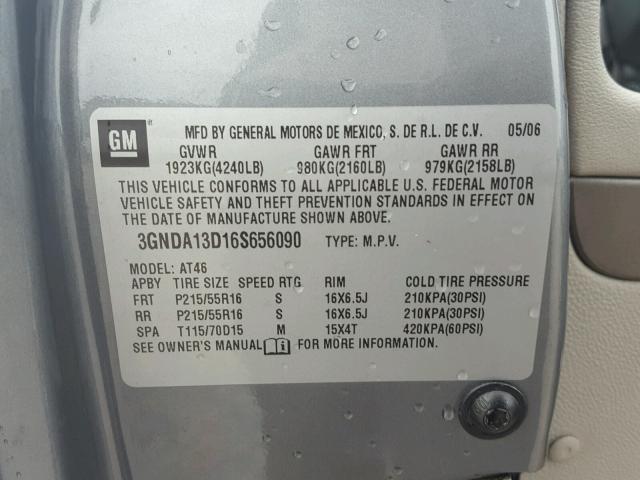 GM
MFD BY GENERAL MOTORS DE MEXICO, S. DE R.L. DE C.V. 05/06
GVWR GAWR FRT GAWR RR
1923KG(4240LB) 980KG(2160LB) 979KG(2158LB)
THIS VEHICLE CONFORMS TO ALL APPLICABLE U.S. FEDERAL MOTOR
VEHICLE SAFETY AND THEFT PREVENTION STANDARDS IN EFFECT ON
THE DATE OF MANUFACTURE SHOWN ABOVE.
3GNDA13D16S656090 TYPE: M.P.V.
MODEL: AT46
APBY TIRE SIZE SPEED RTG RIM COLD TIRE PRESSURE
FRT P215/55R16 S 16X6.5J 210KPA(30PSI)
RR P215/55R16 S 16X6.5J 210KPA(30PSI)
SPA T115/70D15 M 15X4T 420KPA(60PSI)
SEE OWNER'S MANUAL i FOR MORE INFORMATION.